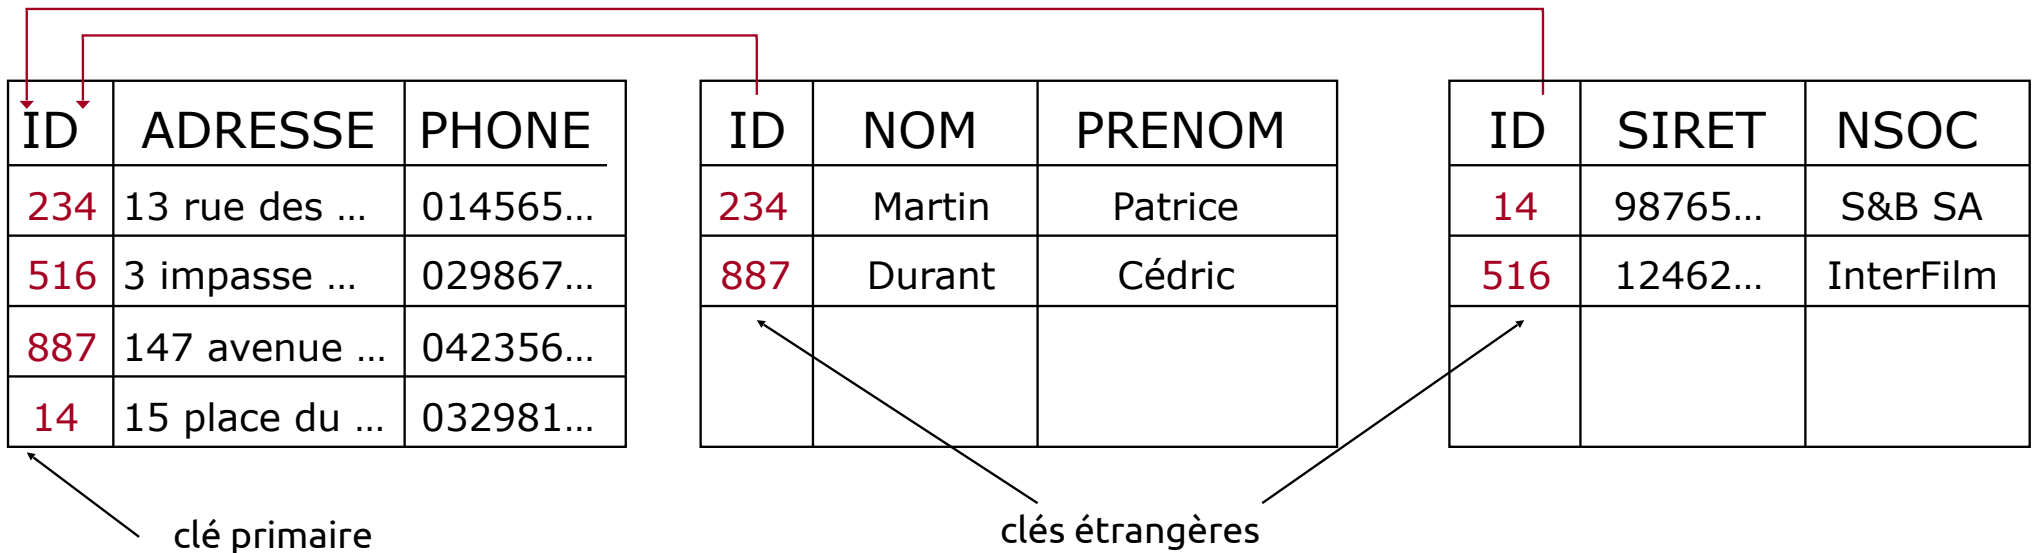 ID ADRESSE PHONE
234 13 rue des ... 014565...
516 3 impasse ... 029867...
887 147 avenue ... 042356...
14 15 place du ... 032981...
clé primaire
ID NOM PRENOM
234 Martin Patrice
887 Durant Cédric
ID SIRET NSOC
14 98765... S&B SA
516 12462... InterFilm
clés étrangères